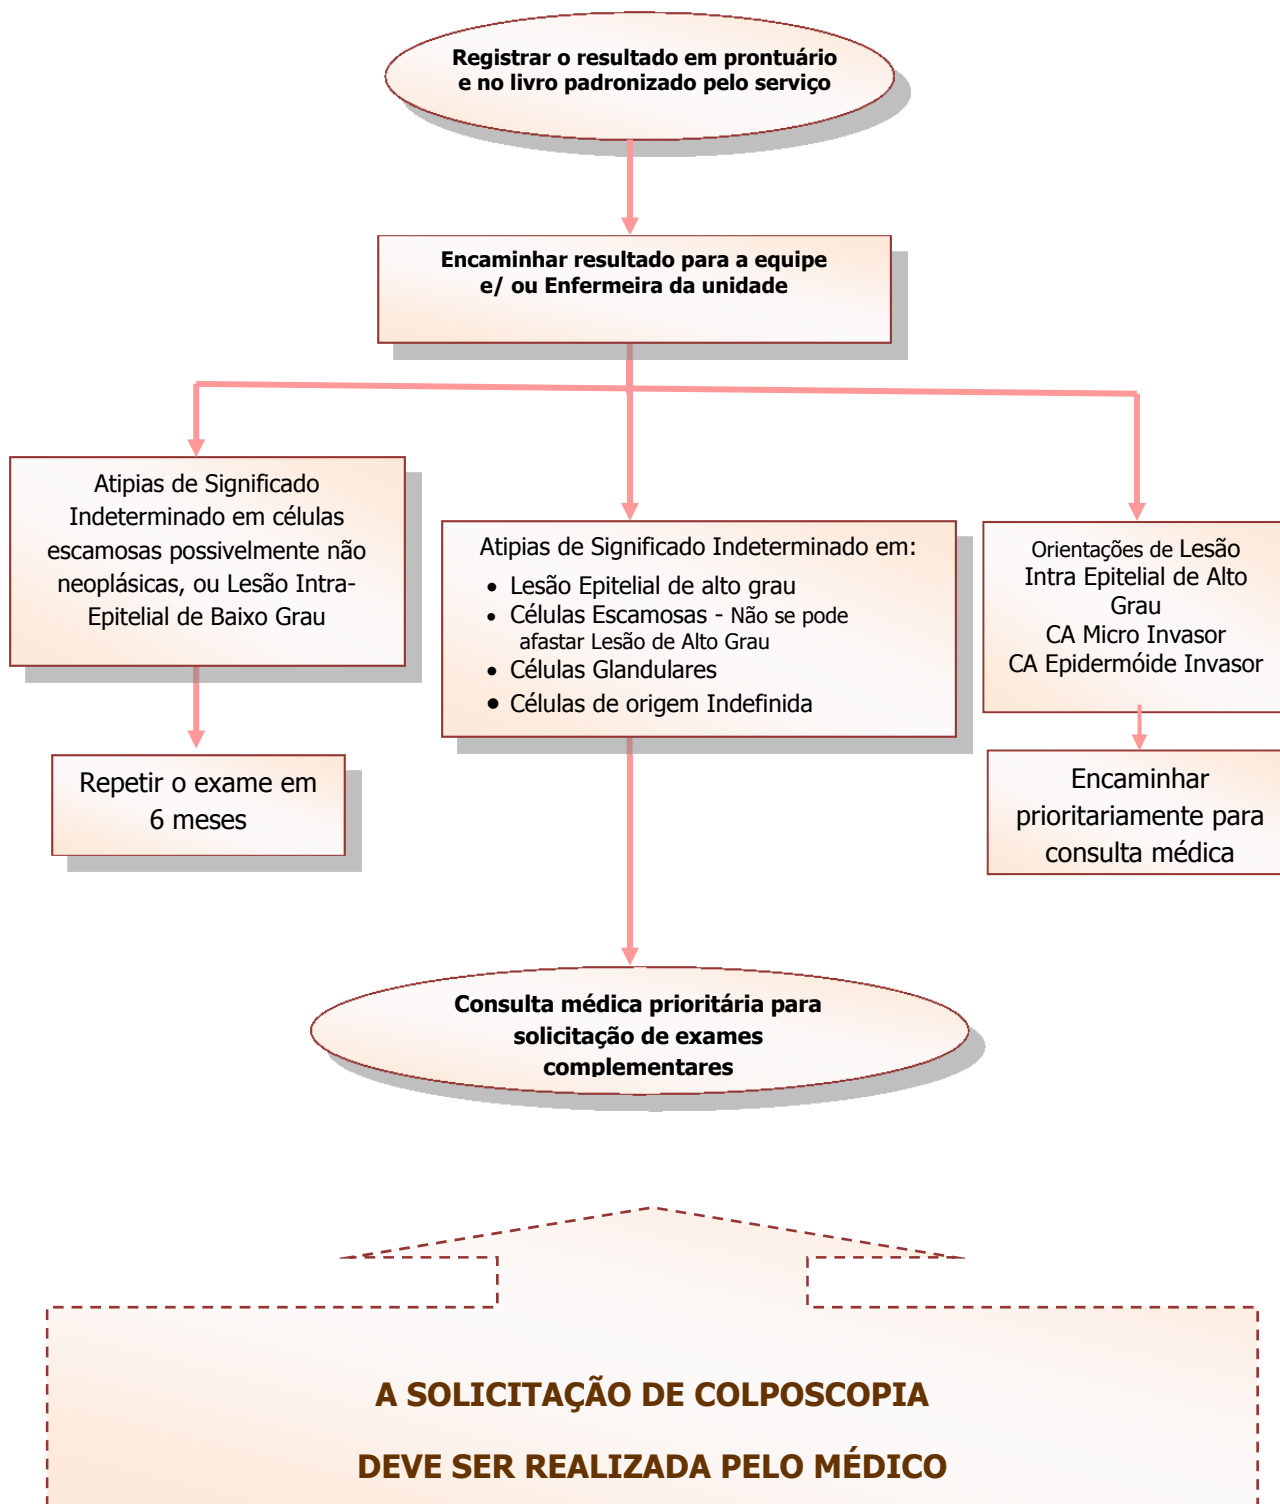 Registrar o resultado em prontuário
e no livro padronizado pelo serviço
Encaminhar resultado para a equipe
e/ ou Enfermeira da unidade
Atipias de Significado
Indeterminado em células
escamosas possivelmente não
neoplásicas, ou Lesão Intra-
Epitelial de Baixo Grau
Repetir o exame em
6 meses
Atipias de Significado Indeterminado em:
• Lesão Epitelial de alto grau
• Células Escamosas - Não se pode
afastar Lesão de Alto Grau
• Células Glandulares
• Células de origem Indefinida
Orientações de Lesão
Intra Epitelial de Alto
Grau
CA Micro Invasor
CA Epidermóide Invasor
Encaminhar
prioritariamente para
consulta médica
Consulta médica prioritária para
solicitação de exames
complementares
A SOLICITAÇÃO DE COLPOSCOPIA
DEVE SER REALIZADA PELO MÉDICO